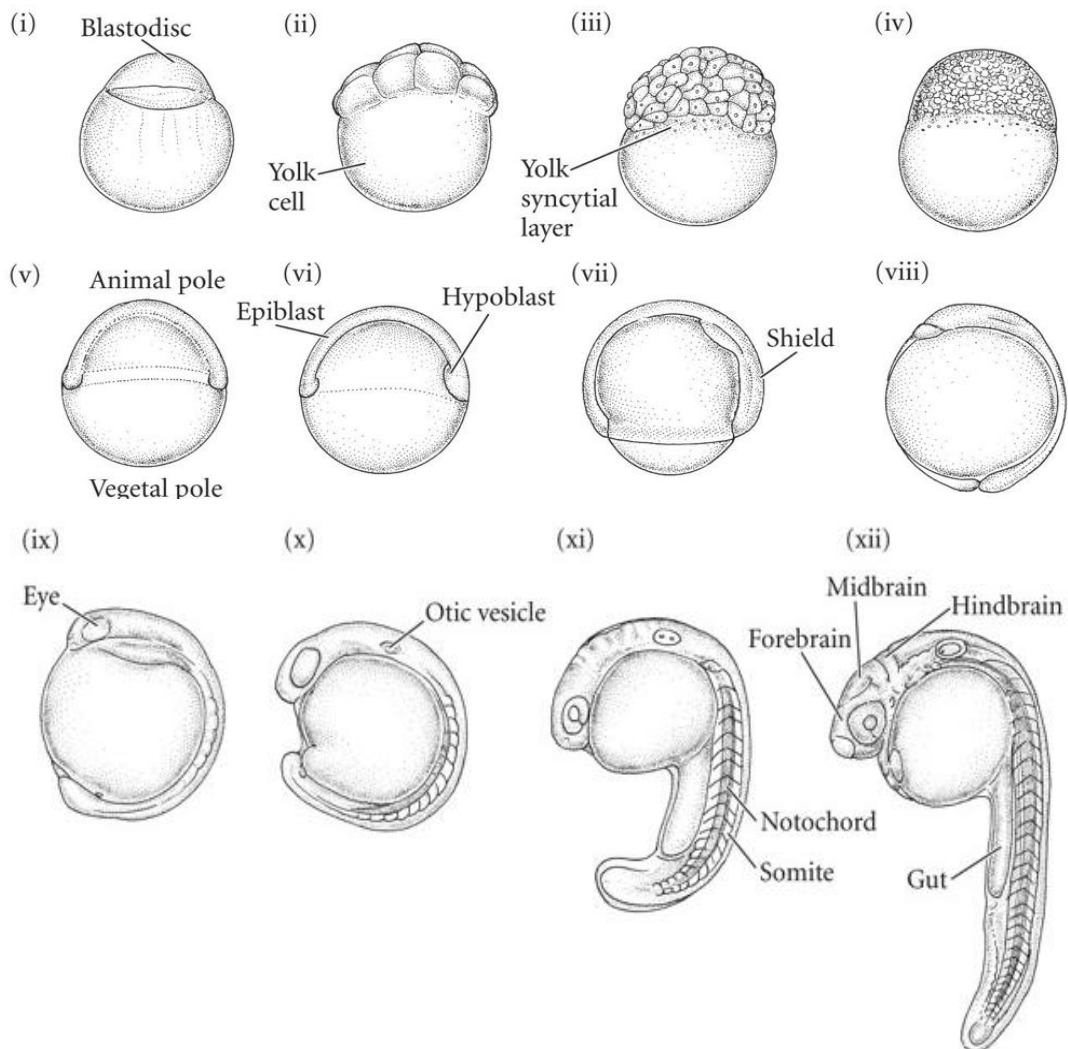 (i)
Blastodisc
(ii)
Yolk
cell
(iii)
Yolk
syncytial
layer
(iv)
(v)
Animal pole
Vegetal pole
(vi)
Epiblast
Hypoblast
(vii)
Shield
(viii)
(ix)
Eye
(x)
Otic vesicle
(xi)
Notochord
Somite
(xii)
Midbrain
Hindbrain
Forebrain
Gut